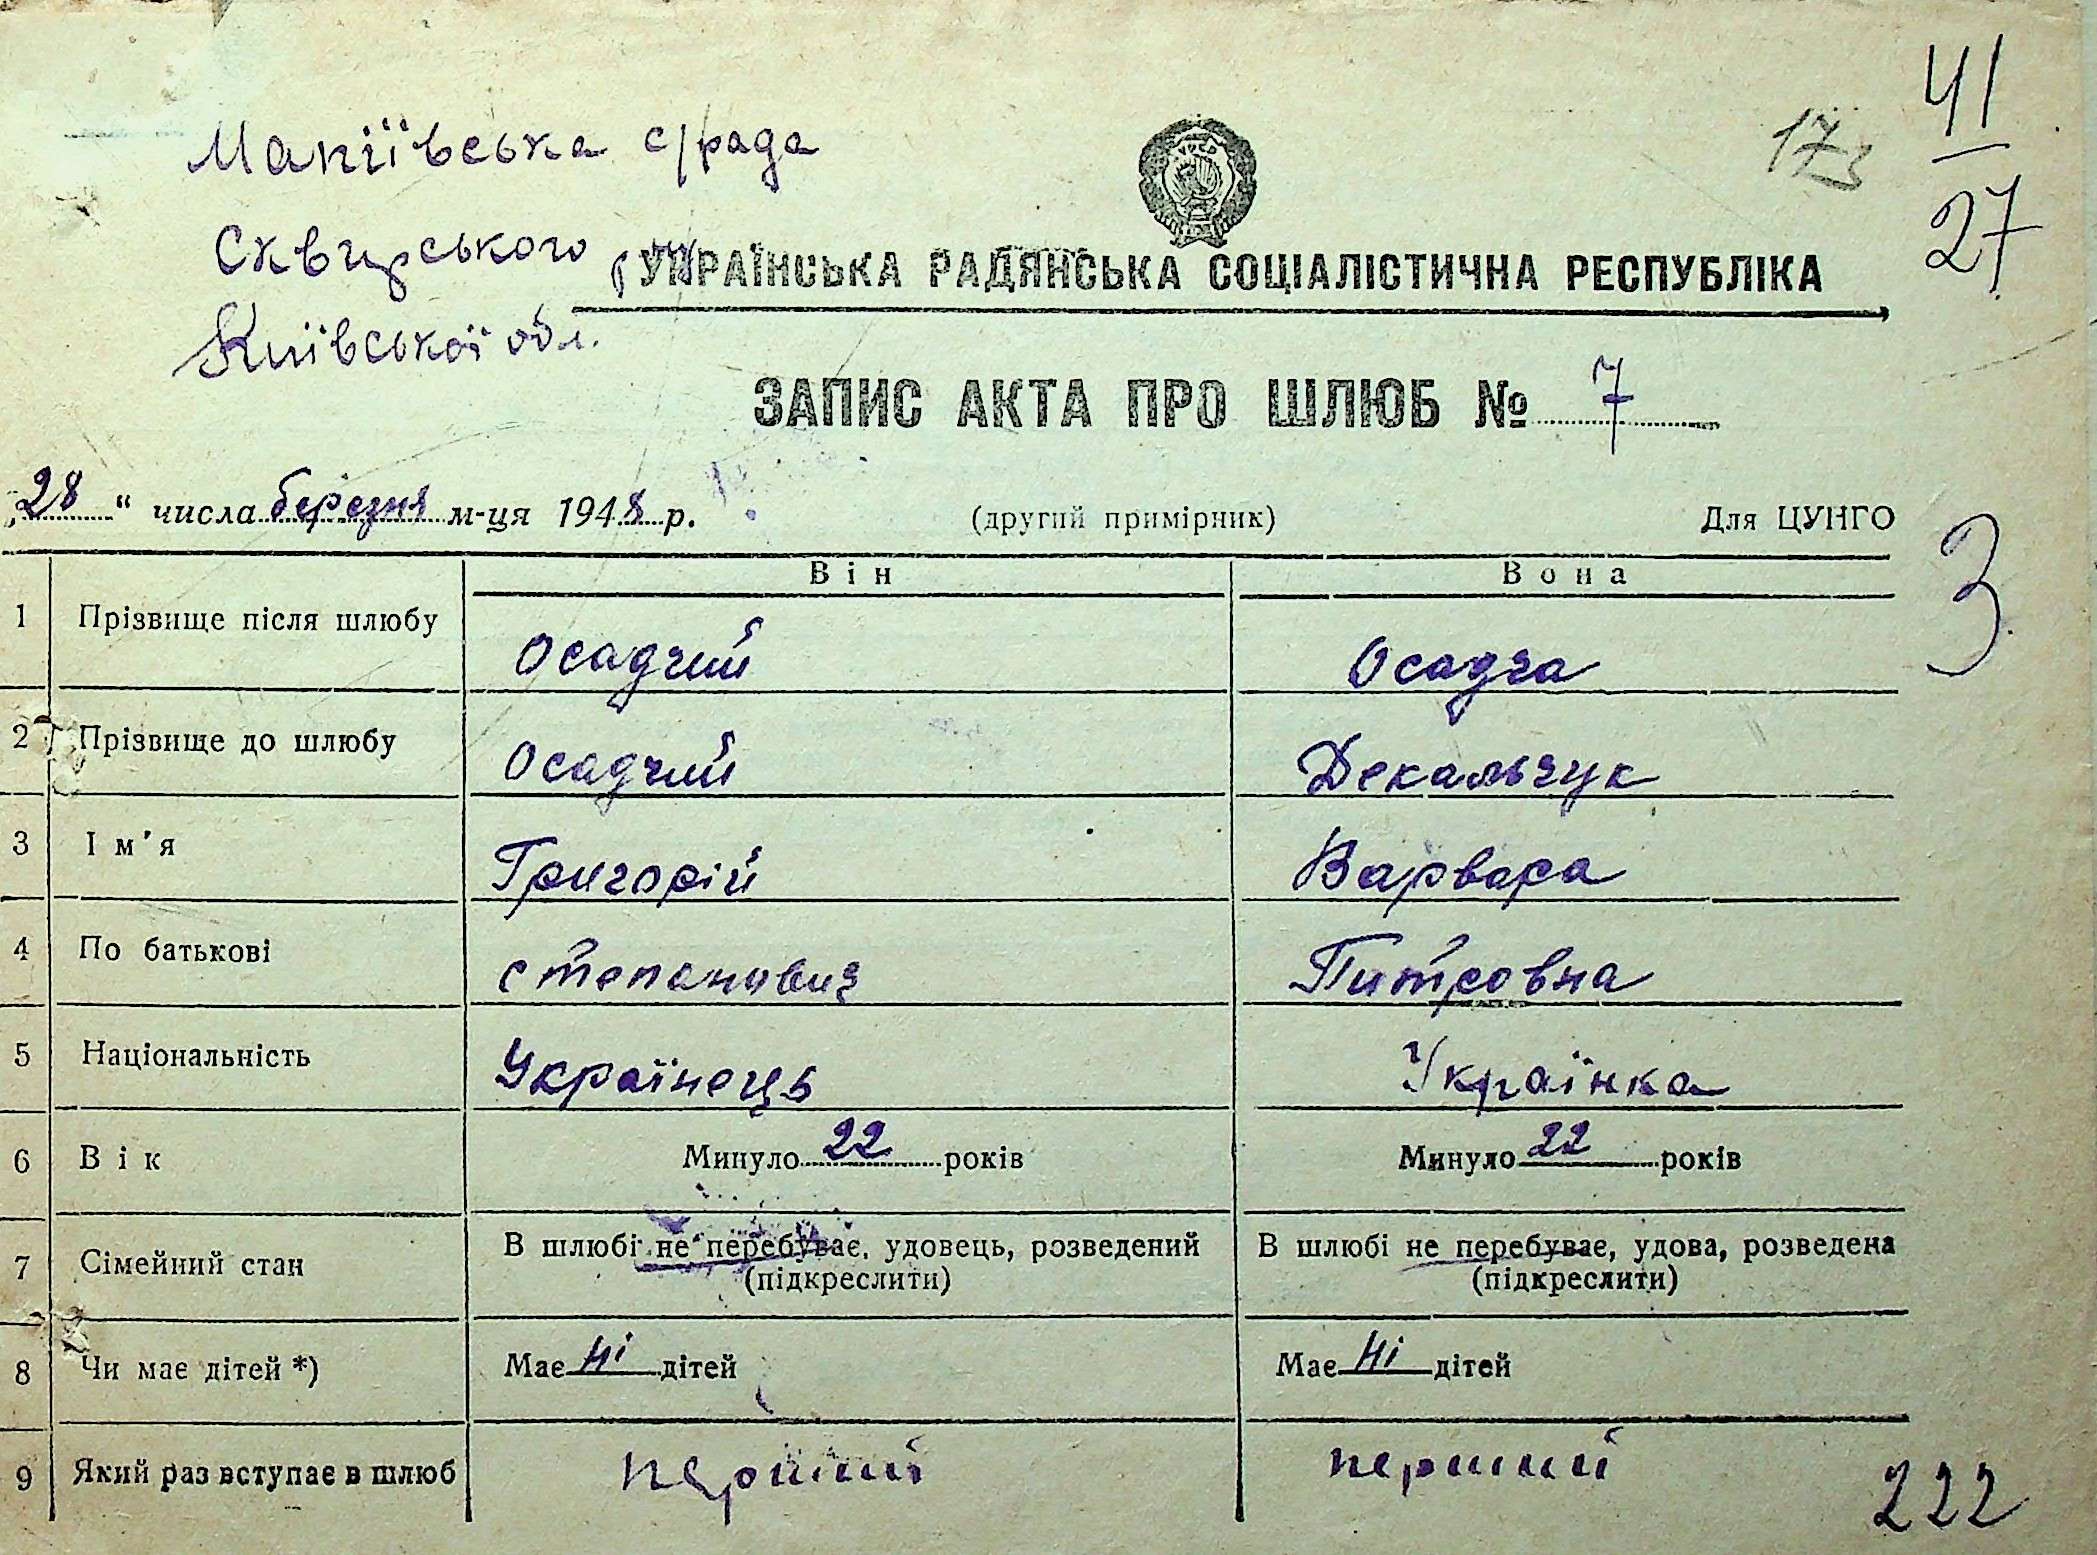 41
27
173
Макіївська с/рада
Сквирського р-н
Київської обл.
УКРАЇНСЬКА РАДЯНСЬКА СОЦІАЛІСТИЧНА РЕСПУБЛІКА
ЗАПИС АКТА ПРО ШЛЮБ № 7
„28“ числа березня м-ця 1948 р. (другий примірник) Для ЦУНГО
3
Він Вона
1 Прізвище після шлюбу Осадчий Осадча
2 Прізвище до шлюбу Осадчий Декальчук
3 Ім'я Григорій Варвара
4 По батькові Степанович Питровна
5 Національність Українець Українка
6 Вік Минуло 22 років Минуло 22 років
7 Сімейний стан В шлюбі не перебуває, удовець, розведений В шлюбі не перебуває, удова, розведена
(підкреслити) (підкреслити)
8 Чи має дітей *) Має ні дітей Має ні дітей
9 Який раз вступає в шлюб перший перший
222